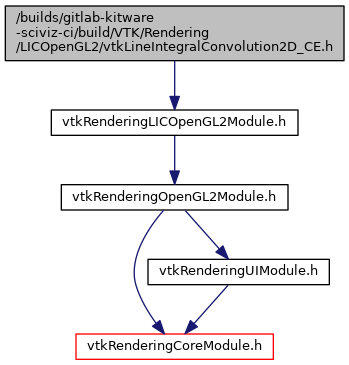 /builds/gitlab-kitware
-sciviz-ci/build/VTK/Rendering
/LICOpenGL2/vtkLineIntegralConvolution2D_CE.h
vtkRenderingLICOpenGL2Module.h
vtkRenderingOpenGL2Module.h
vtkRenderingUIModule.h
vtkRenderingCoreModule.h